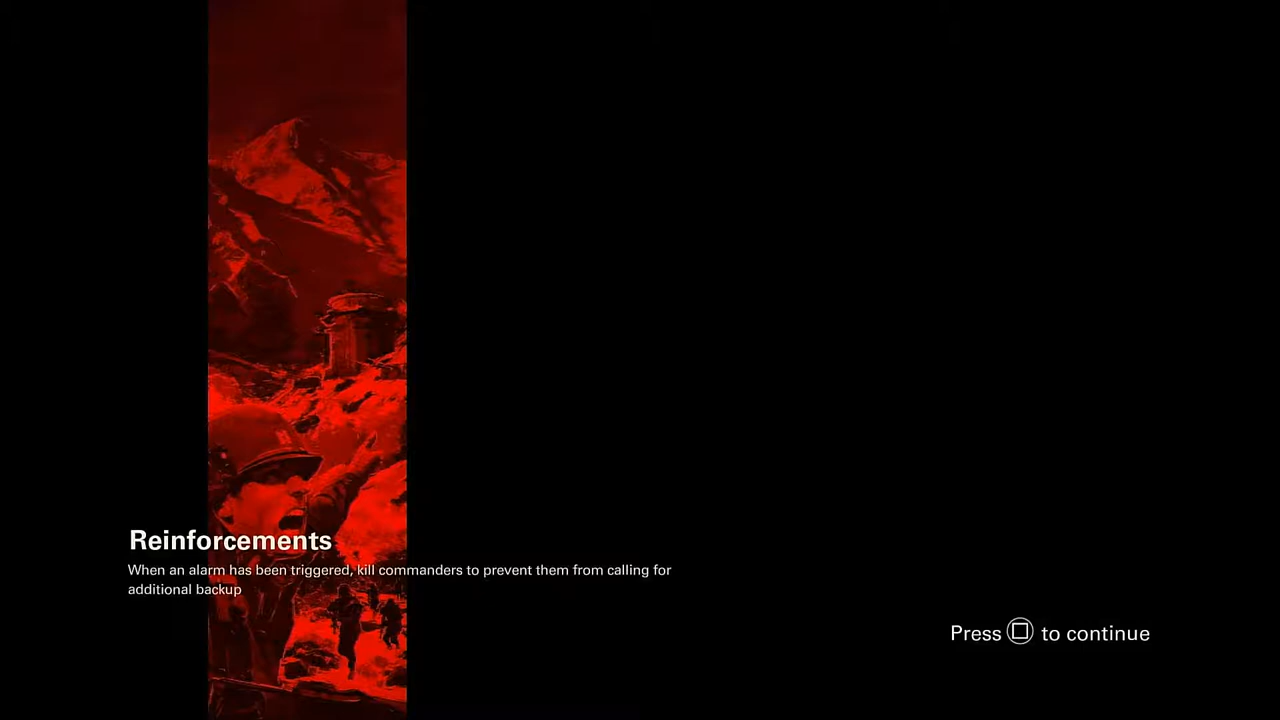 Reinforcements
When an alarm has been triggered, kill commanders to prevent them from calling for
additional backup
Press to continue